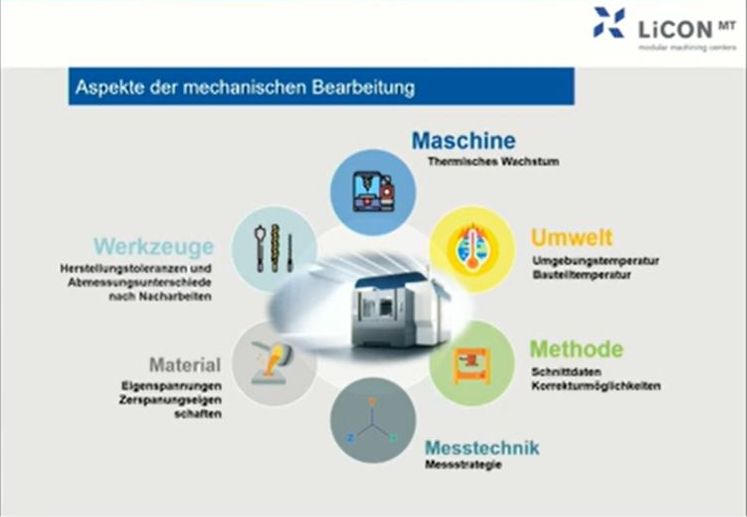 LiCON MT
modular machining centers
Aspekte der mechanischen Bearbeitung
Maschine
Thermisches Wachstum
Umwelt
Umgebungstemperatur
Bauteiltemperatur
Methode
Schnittdaten
Korrekturmöglichkeiten
Messtechnik
Messstrategie
Material
Eigenspannungen
Zerspanungseigen
schaften
Werkzeuge
Herstellungstoleranzen und
Abmessungsunterschiede
nach Nacharbeiten
Y
Z
X